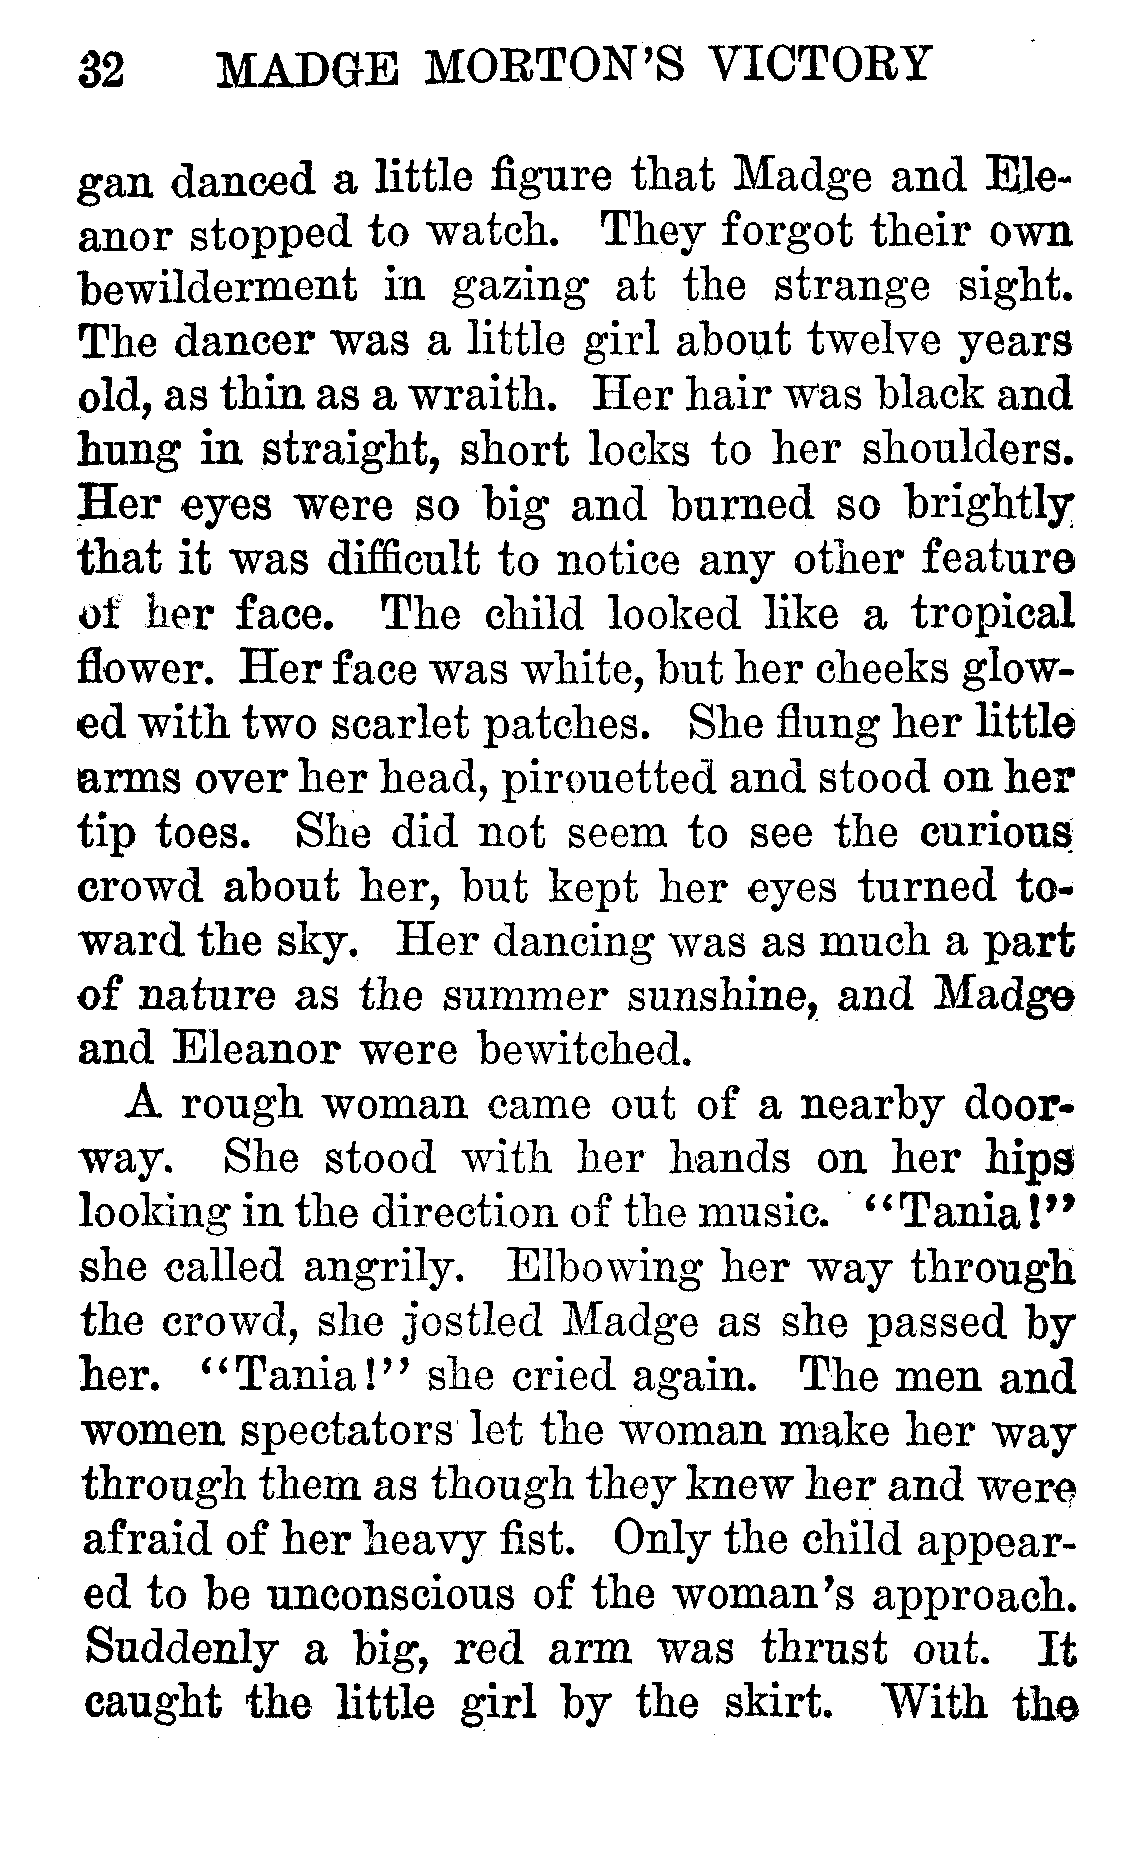 32 MADGE MORTON'S VICTORY
gan danced a little figure that Madge and Ele-
anor stopped to watch. They forgot their own
bewilderment in gazing at the strange sight.
The dancer was a little girl about twelve years
old, as thin as a wraith. Her hair was black and
hung in straight, short locks to her shoulders.
Her eyes were so big and burned so brightly
that it was difficult to notice any other feature
of her face. The child looked like a tropical
flower. Her face was white, but her cheeks glow-
ed with two scarlet patches. She flung her little
arms over her head, pirouetted and stood on her
tip toes. She did not seem to see the curious
crowd about her, but kept her eyes turned to-
ward the sky. Her dancing was as much a part
of nature as the summer sunshine, and Madge
and Eleanor were bewitched.
A rough woman came out of a nearby door-
way. She stood with her hands on her hips
looking in the direction of the music. "Tania!"
she called angrily. Elbowing her way through
the crowd, she jostled Madge as she passed by
her. "Tania!" she cried again. The men and
women spectators let the woman make her way
through them as though they knew her and were
afraid of her heavy fist. Only the child appear-
ed to be unconscious of the woman's approach.
Suddenly a big, red arm was thrust out. It
caught the little girl by the skirt. With the